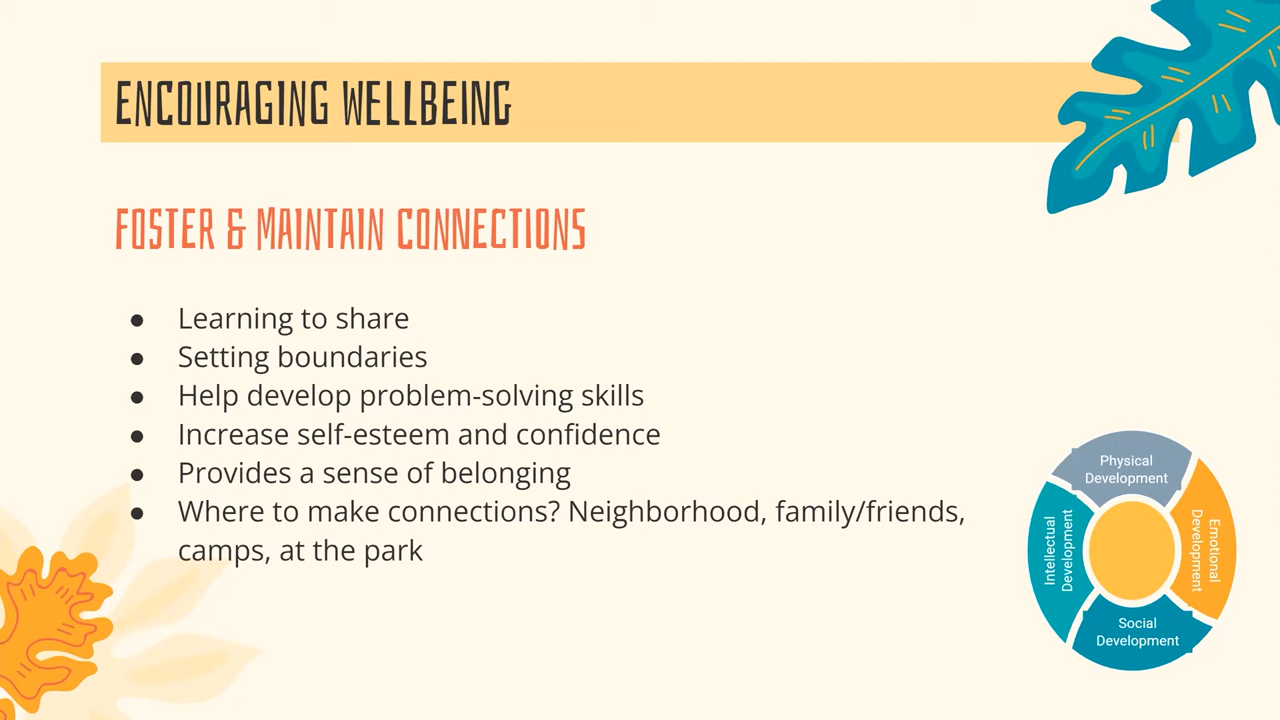 ENCOURAGING WELLBEING
FOSTER & MAINTAIN CONNECTIONS
● Learning to share
● Setting boundaries
● Help develop problem-solving skills
● Increase self-esteem and confidence
● Provides a sense of belonging
● Where to make connections? Neighborhood, family/friends,
camps, at the park
Physical
Development
Emotional
Development
Social
Development
Intellectual
Development